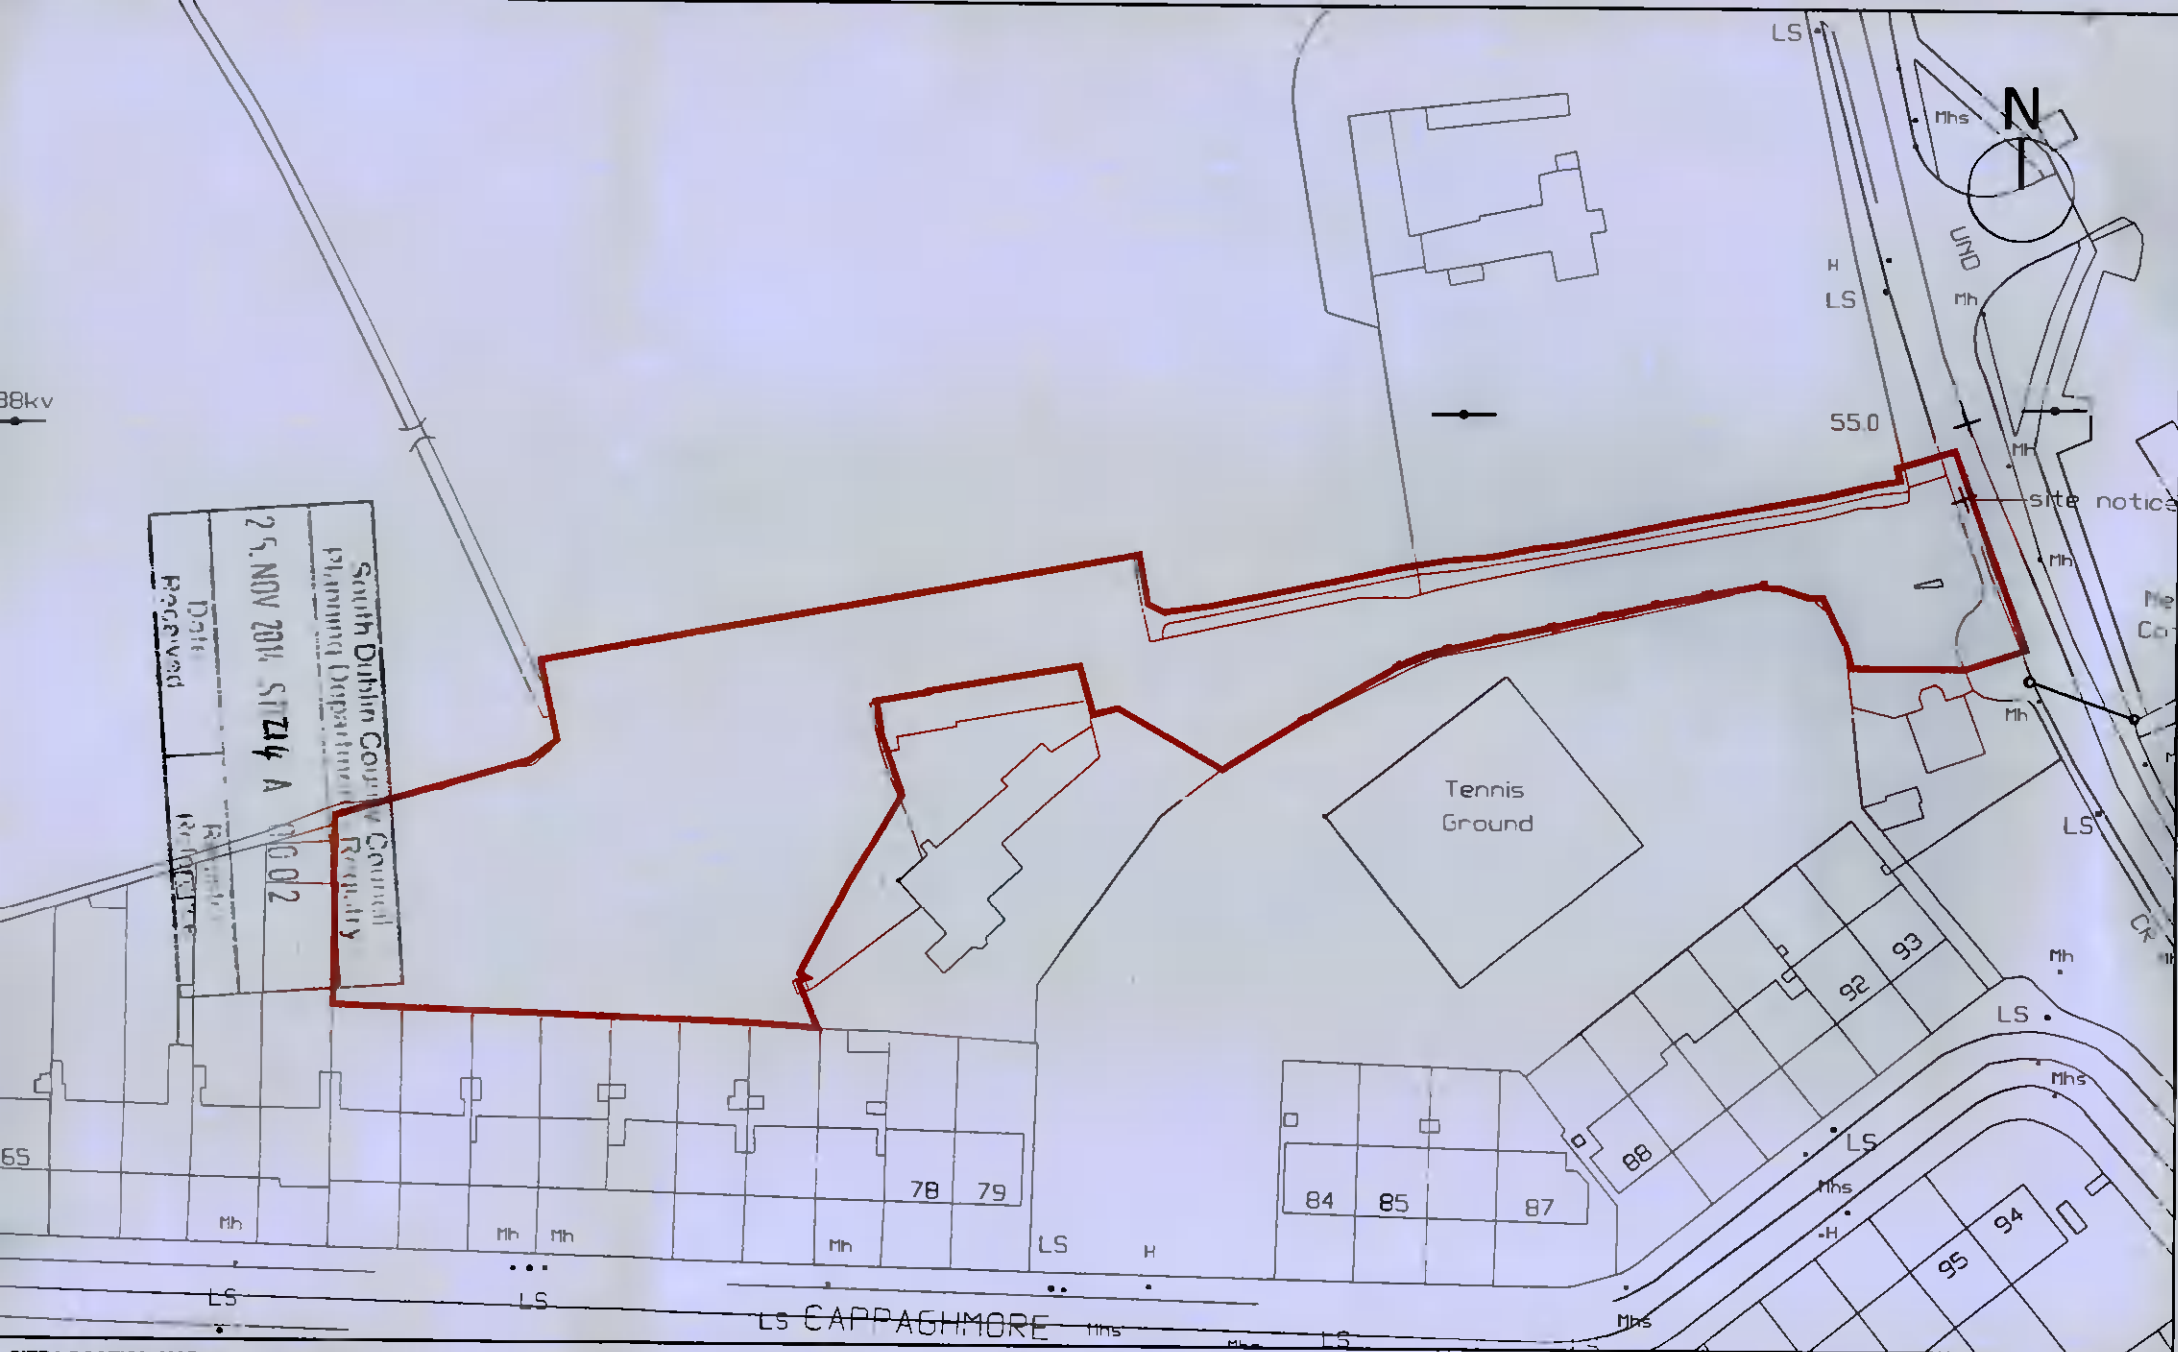 LS
N
Mhs
UND
H
LS
Mh
38kv
55.0
Mh
site notice
Mh
South Dublin County Council
Planning Department Registry
25. NOV 2014
Date
Received
Mh
Tennis
Ground
LS
93
92
Mh
LS
Mhs
LS
88
65
78
79
84
85
87
Mhs
H
94
95
Mh
Mh
Mh
Mh
LS
H
LS
LS
LS CAPPAGHMORE
Mhs
LS
Mhs